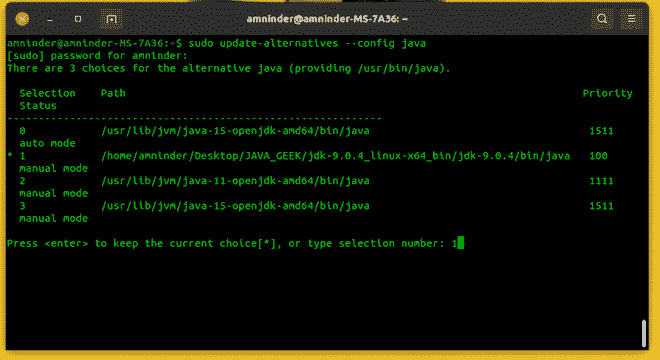 amninder@amninder-MS-7A36: ~
amninder@amninder-MS-7A36:~$ sudo update-alternatives --config java
[sudo] password for amninder:
There are 3 choices for the alternative java (providing /usr/bin/java).
Selection Path Priority
Status
------------------------------------------------------------
0 /usr/lib/jvm/java-15-openjdk-amd64/bin/java 1511
auto mode
* 1 /home/amninder/Desktop/JAVA_GEEK/jdk-9.0.4_linux-x64_bin/jdk-9.0.4/bin/java 100
manual mode
2 /usr/lib/jvm/java-11-openjdk-amd64/bin/java 1111
manual mode
3 /usr/lib/jvm/java-15-openjdk-amd64/bin/java 1511
manual mode
Press <enter> to keep the current choice[*], or type selection number: 1